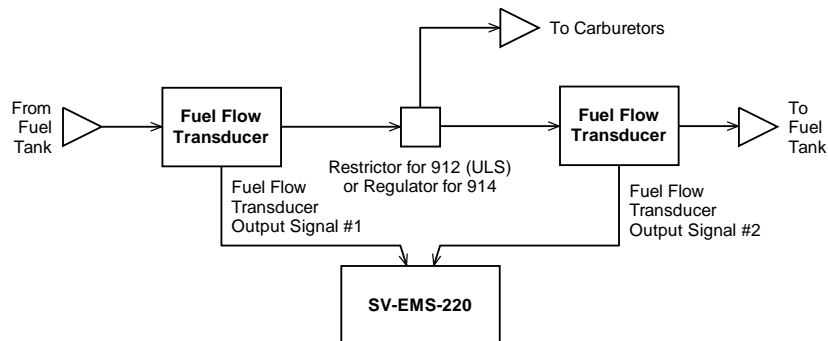 To Carburetors
From
Fuel
Tank
Fuel Flow
Transducer
Fuel Flow
Transducer
To
Fuel
Tank
Restrictor for 912 (ULS)
or Regulator for 914
Fuel Flow
Transducer
Output Signal #1
Fuel Flow
Transducer
Output Signal #2
SV-EMS-220